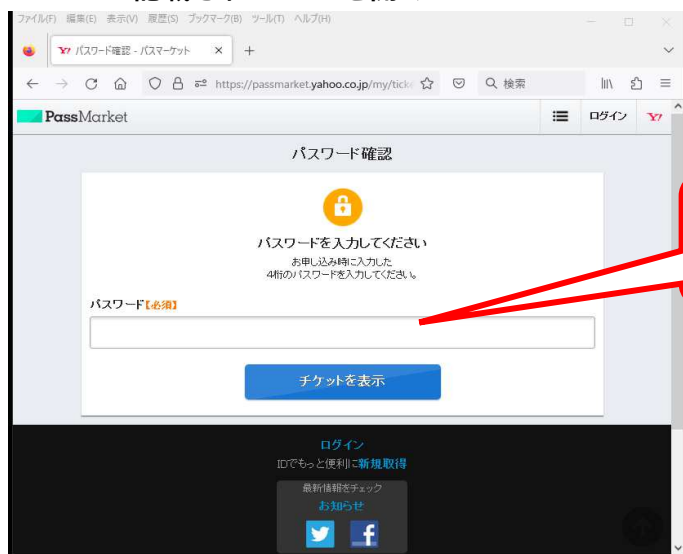 ファイル(F) 編集(E) 表示(V) 履歴(S) ブックマーク(B) ツール(T) ヘルプ(H)
Y? パスワード確認 - パスマーケット × +
https://passmarket.yahoo.co.jp/my/ticke 検索
PassMarket ログイン Y?
パスワード確認
パスワードを入力してください
お申し込み時に入力した
4桁のパスワードを入力してください。
パスワード【必須】
チケットを表示
ログイン
IDでもっと便利に新規取得
最新情報をチェック
お知らせ